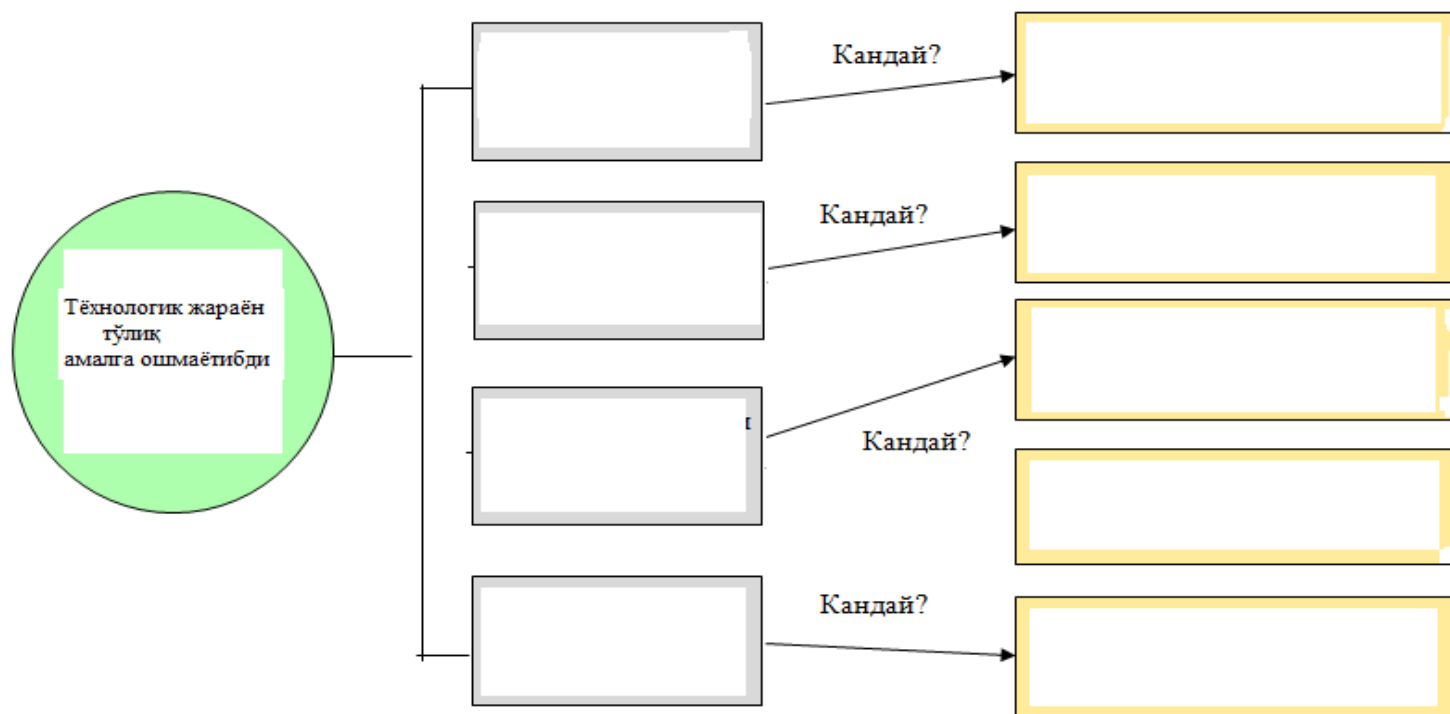 Кандай?
Кандай?
Тёхнологик жараён
тўлиқ
амалга ошмаётибди
Кандай?
Кандай?